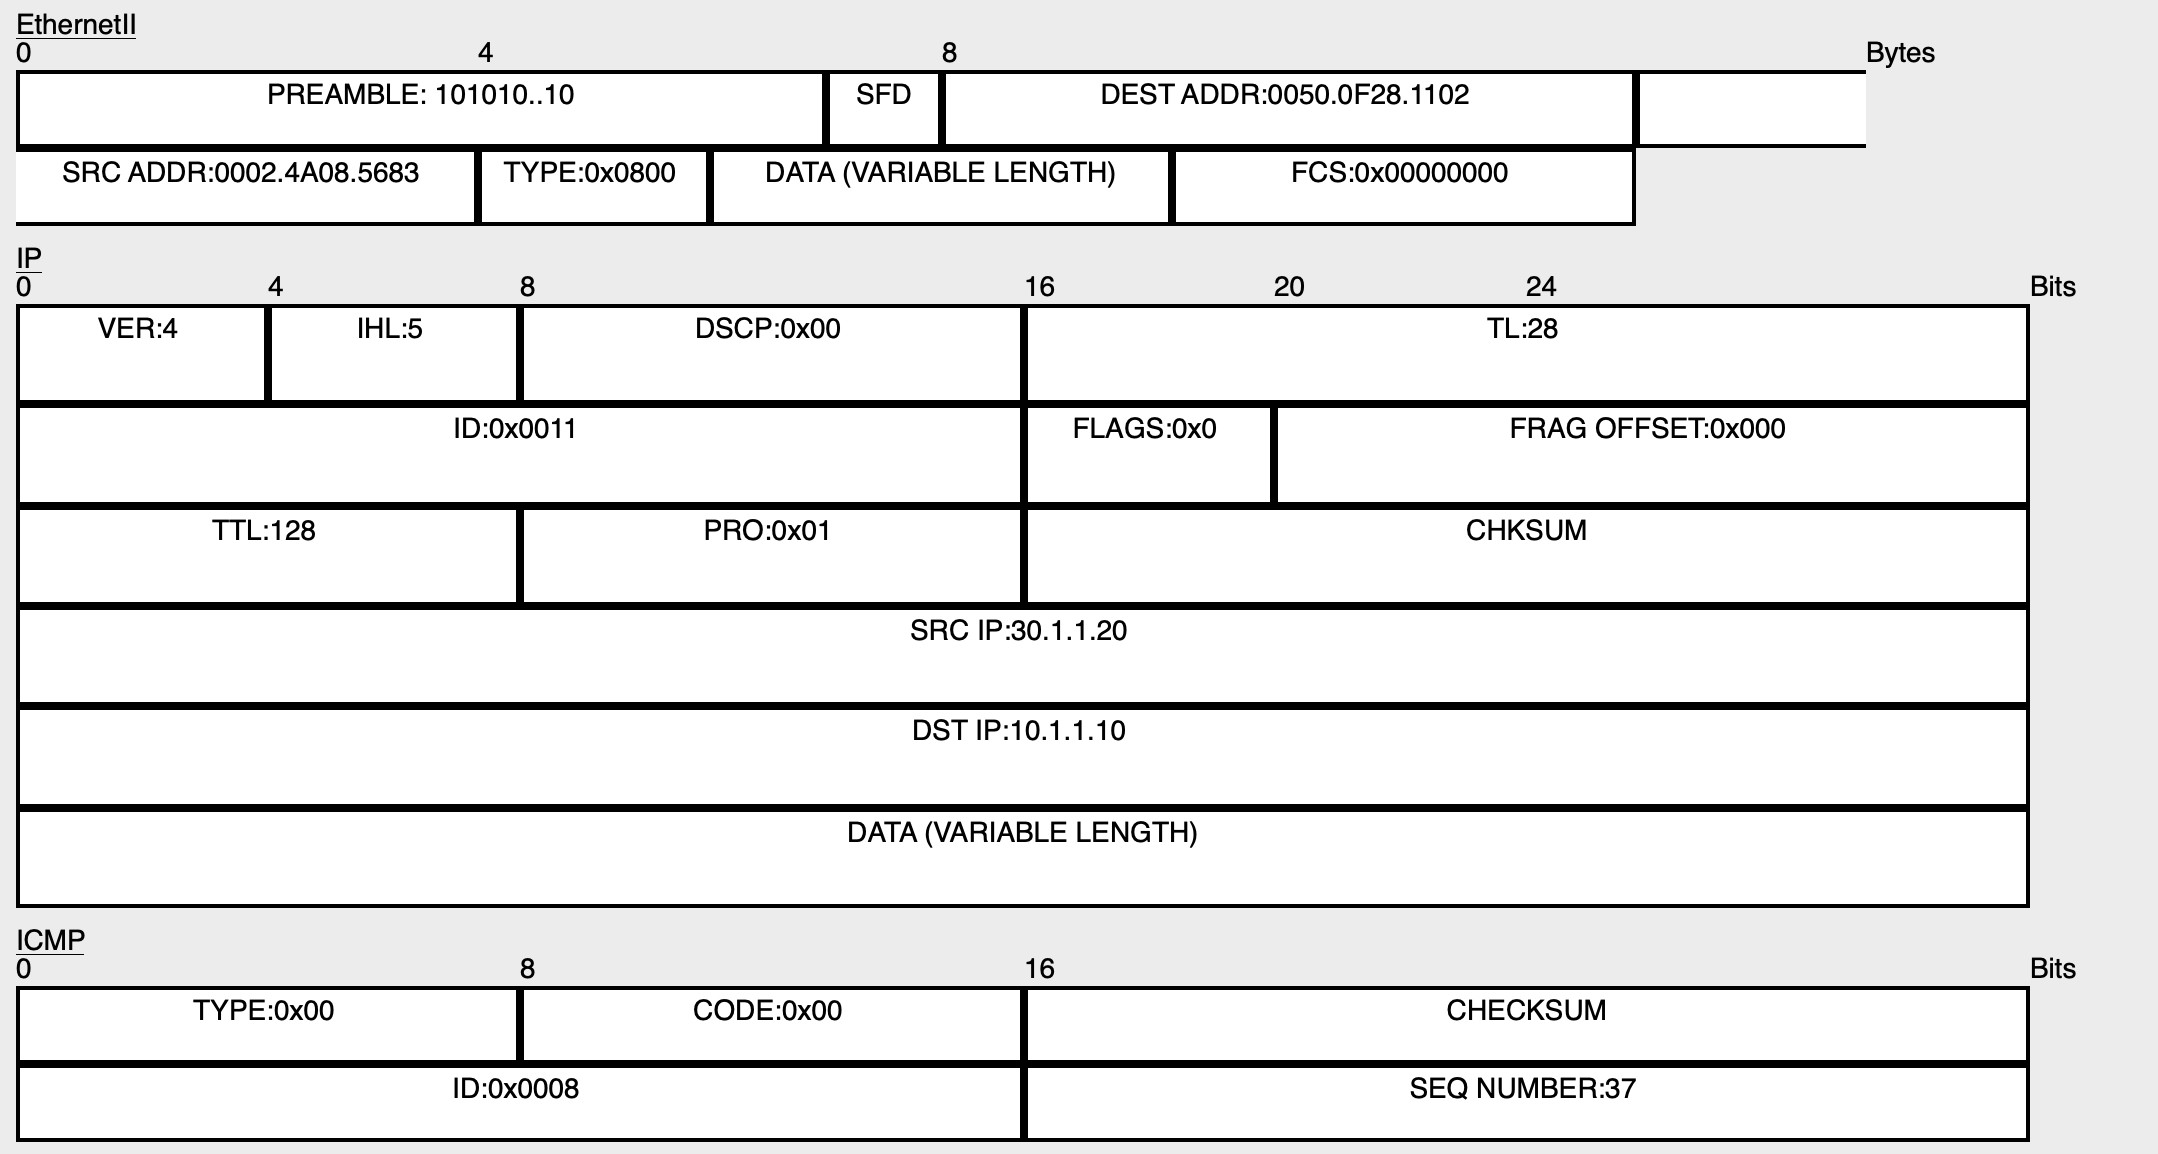 EthernetII
0 4 8 Bytes
PREAMBLE: 101010..10 SFD DEST ADDR:0050.0F28.1102
SRC ADDR:0002.4A08.5683 TYPE:0x0800 DATA (VARIABLE LENGTH) FCS:0x00000000
IP
0 4 8 16 20 24 Bits
VER:4 IHL:5 DSCP:0x00 TL:28
ID:0x0011 FLAGS:0x0 FRAG OFFSET:0x000
TTL:128 PRO:0x01 CHKSUM
SRC IP:30.1.1.20
DST IP:10.1.1.10
DATA (VARIABLE LENGTH)
ICMP
0 8 16 Bits
TYPE:0x00 CODE:0x00 CHECKSUM
ID:0x0008 SEQ NUMBER:37